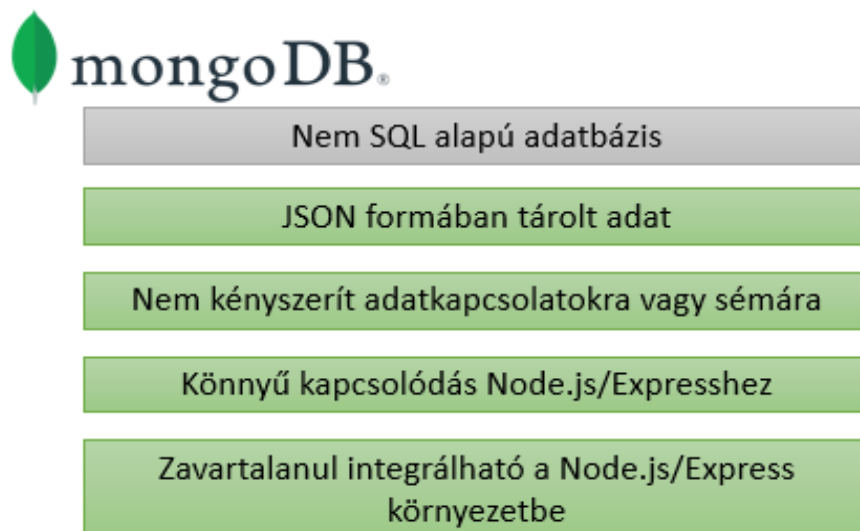 mongoDB®
Nem SQL alapú adatbázis
JSON formában tárolt adat
Nem kényszerít adatkapcsolatokra vagy sémára
Könnyű kapcsolódás Node.js/Expresshez
Zavartalanul integrálható a Node.js/Express
környezetbe